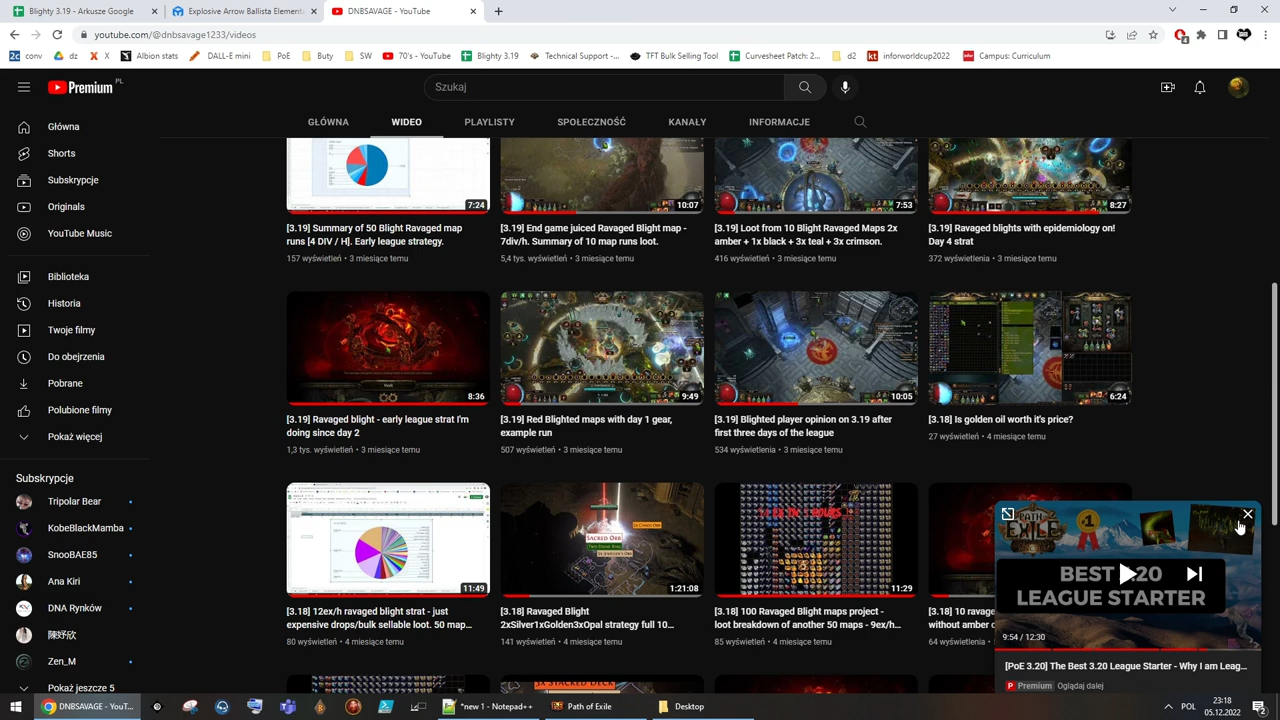 Blighty 3.19 - Arkusze Google
Explosive Arrow Ballista Element
DNBSAVAGE - YouTube
youtube.com/@dnbsavage1233/videos
conv
dz
X
Albion stats
DALL-E mini
PoE
Buty
SW
70's - YouTube
Blighty 3.19
Technical Support -...
TFT Bulk Selling Tool
Curvesheet Patch: 2...
d2
inforworldcup2022
Campus: Curriculum
Premium PL
Szukaj
GŁÓWNA
WIDEO
PLAYLISTY
SPOŁECZNOŚĆ
KANAŁY
INFORMACJE
Główna
Shorts
Subskrypcje
Originals
YouTube Music
Biblioteka
Historia
Twoje filmy
Do obejrzenia
Pobrane
Polubione filmy
Pokaż więcej
Subskrypcje
Tripolar Bear
KotleBlackMamba
SnooBAE85
Ana Kiri
DNA Rynków
Zen_M
Pokaż jeszcze 3
7:24
10:07
7:53
8:27
[3.19] Summary of 50 Blight Ravaged map
runs [4 DIV / H]. Early league strategy.
157 wyświetleń • 3 miesiące temu
[3.19] End game juiced Ravaged Blight map -
7div/h. Summary of 10 map runs loot.
5,4 tys. wyświetleń • 3 miesiące temu
[3.19] Loot from 10 Blight Ravaged Maps 2x
amber + 1x black + 3x teal + 3x crimson.
416 wyświetleń • 3 miesiące temu
[3.19] Ravaged blights with epidemiology on!
Day 4 strat
372 wyświetlenia • 3 miesiące temu
8:36
9:49
10:05
6:24
[3.19] Ravaged blight - early league strat I'm
doing since day 2
1,3 tys. wyświetleń • 3 miesiące temu
[3.19] Red Blighted maps with day 1 gear,
example run
507 wyświetleń • 3 miesiące temu
[3.19] Blighted player opinion on 3.19 after
first three days of the league
534 wyświetlenia • 3 miesiące temu
[3.18] Is golden oil worth it's price?
27 wyświetleń • 4 miesiące temu
SACRED ORB
11:49
1:21:08
11:29
[3.18] 12ex/h ravaged blight strat - just
expensive drops/bulk sellable loot. 50 map...
80 wyświetleń • 4 miesiące temu
[3.18] Ravaged Blight
2xSilver1xGolden3xOpal strategy full 10...
141 wyświetleń • 4 miesiące temu
[3.18] 100 Ravaged Blight maps project -
loot breakdown of another 50 maps - 9ex/h...
85 wyświetleń • 4 miesiące temu
[3.18] 10 ravage
without amber o
64 wyświetlenia
PATH OF
EXILE
1
BEST 3.20
LEAGUE STARTER
9:54 / 12:30
[PoE 3.20] The Best 3.20 League Starter - Why I am Leag...
Premium Oglądaj dalej
DNBSAVAGE - YouT...
*new 1 - Notepad++
Path of Exile
Desktop
POL
23:18
05.12.2022
2